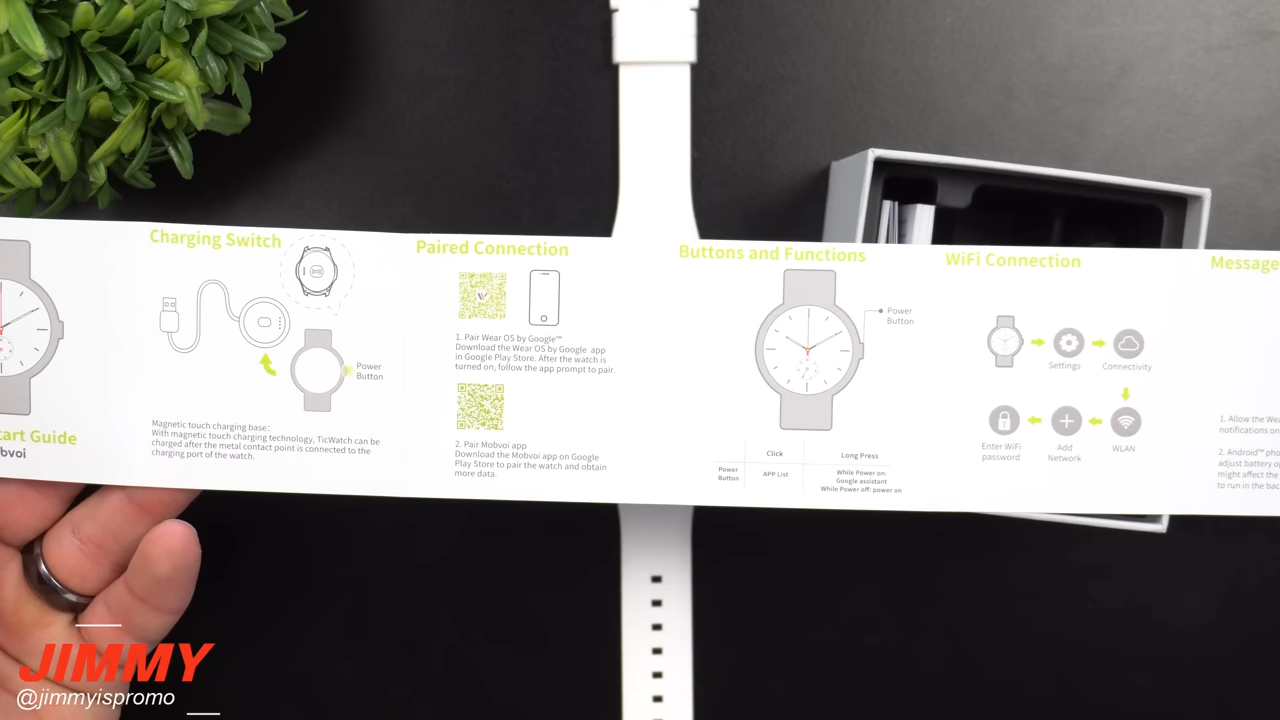 art Guide
bvoi
Charging Switch
Power
Button
Magnetic touch charging base:
With magnetic touch charging technology, TicWatch can be
charged after the metal contact point is connected to the
charging port of the watch.
Paired Connection
1. Pair Wear OS by Google™
Download the Wear OS by Google app
in Google Play Store. After the watch is
turned on, follow the app prompt to pair.
2. Pair Mobvoi app
Download the Mobvoi app on Google
Play Store to pair the watch and obtain
more data.
Buttons and Functions
Power
Button
Click
Long Press
Power
Button
APP List
While Power on:
Google assistant
While Power off: power on
WiFi Connection
Settings
Connectivity
Enter WiFi
password
Add
Network
WLAN
Message
1. Allow the Wea
notifications on
2. Android™ pho
adjust battery op
might affect the
to run in the bac
JIMMY
@jimmyispromo